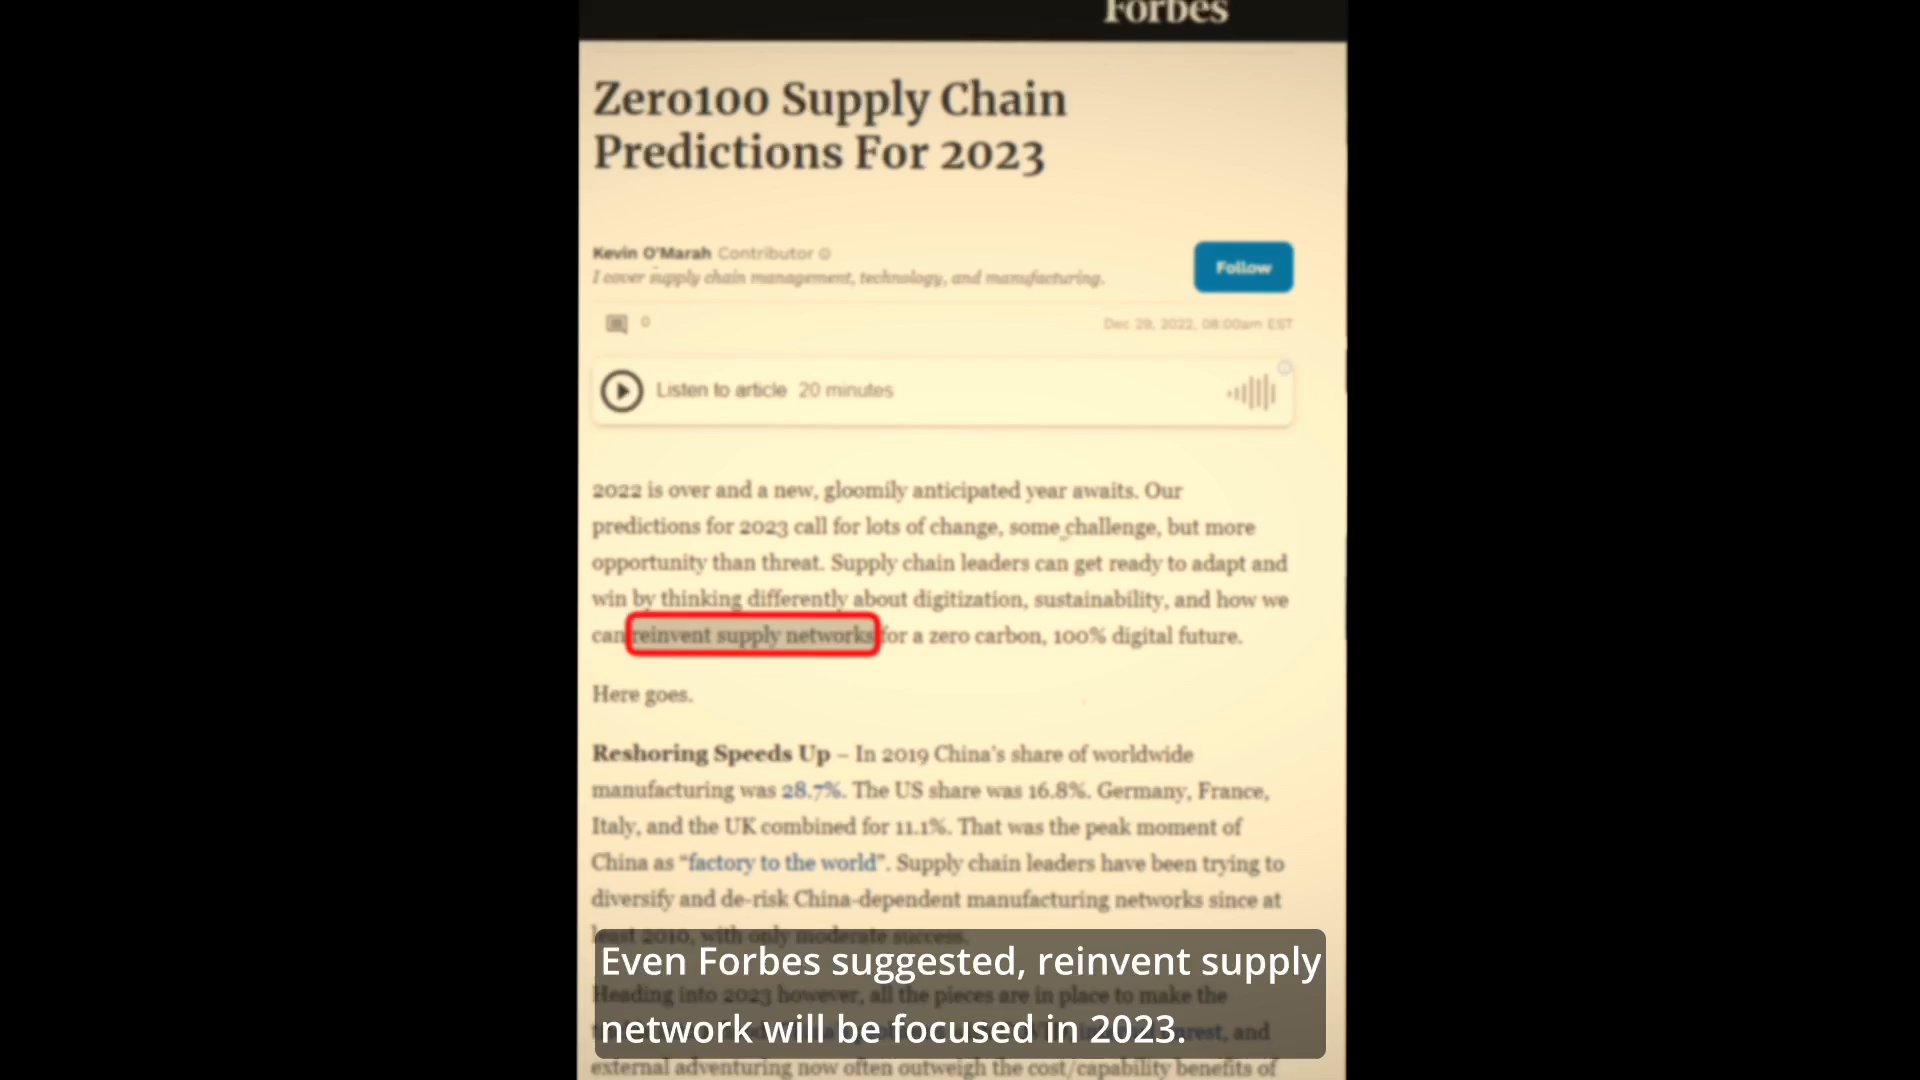 Forbes
Zero100 Supply Chain
Predictions For 2023
Kevin O'Marah Contributor
Follow
I cover supply chain management, technology, and manufacturing.
0
Dec 29, 2022, 08:00am EST
Listen to article 20 minutes
2022 is over and a new, gloomily anticipated year awaits. Our
predictions for 2023 call for lots of change, some challenge, but more
opportunity than threat. Supply chain leaders can get ready to adapt and
win by thinking differently about digitization, sustainability, and how we
can reinvent supply networks for a zero carbon, 100% digital future.
Here goes.
Reshoring Speeds Up – In 2019 China's share of worldwide
manufacturing was 28.7%. The US share was 16.8%. Germany, France,
Italy, and the UK combined for 11.1%. That was the peak moment of
China as “factory to the world”. Supply chain leaders have been trying to
diversify and de-risk China-dependent manufacturing networks since at
least 2010, with only moderate success.
Heading into 2023 however, all the pieces are in place to make the
and
external adventuring now often outweigh the cost/capability benefits of
Even Forbes suggested, reinvent supply
network will be focused in 2023.